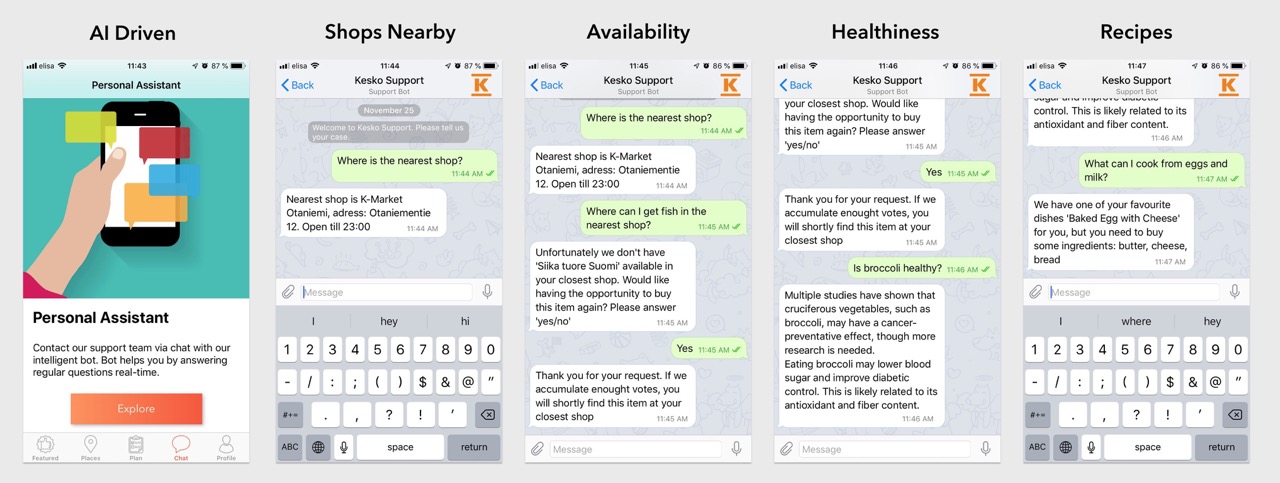 AI Driven
elisa 11:43 87 %
Personal Assistant
Personal Assistant
Contact our support team via chat with our
intelligent bot. Bot helps you by answering
regular questions real-time.
Explore
Featured Places Plan Chat Profile
Shops Nearby
elisa 11:44 87 %
Back Kesko Support K
Support Bot
November 25
Welcome to Kesko Support. Please tell us
your case.
Where is the nearest shop?
11:44 AM
Nearest shop is K-Market
Otaniemi, adress: Otaniementie
12. Open till 23:00 11:44 AM
Message
I hey hi
1 2 3 4 5 6 7 8 9 0
- / : ; ( ) $ & @ "
#+= . , ? ! '
ABC space return
Availability
elisa 11:45 86 %
Back Kesko Support K
Support Bot
Where is the nearest shop?
11:44 AM
Nearest shop is K-Market
Otaniemi, adress: Otaniementie
12. Open till 23:00 11:44 AM
Where can I get fish in the
nearest shop? 11:45 AM
Unfortunately we don't have
'Siika tuore Suomi' available in
your closest shop. Would like
having the opportunity to buy
this item again? Please answer
'yes/no' 11:45 AM
Yes 11:45 AM
Thank you for your request. If we
accumulate enought votes, you
will shortly find this item at your
closest shop 11:45 AM
Message
Healthiness
elisa 11:46 86 %
Back Kesko Support K
Support Bot
your closest shop. Would like
having the opportunity to buy
this item again? Please answer
'yes/no' 11:45 AM
Yes 11:45 AM
Thank you for your request. If we
accumulate enought votes, you
will shortly find this item at your
closest shop 11:45 AM
Is broccoli healthy? 11:46 AM
Multiple studies have shown that
cruciferous vegetables, such as
broccoli, may have a cancer-
preventative effect, though more
research is needed.
Eating broccoli may lower blood
sugar and improve diabetic
control. This is likely related to its
antioxidant and fiber content.
11:46 AM
Message
Recipes
elisa 11:47 86 %
Back Kesko Support K
Support Bot
sugar and improve diabetic
control. This is likely related to its
antioxidant and fiber content.
11:46 AM
What can I cook from eggs and
milk? 11:47 AM
We have one of your favourite
dishes 'Baked Egg with Cheese'
for you, but you need to buy
some ingredients: butter, cheese,
bread 11:47 AM
Message
I where hey
1 2 3 4 5 6 7 8 9 0
- / : ; ( ) $ & @ "
#+= . , ? ! '
ABC space return